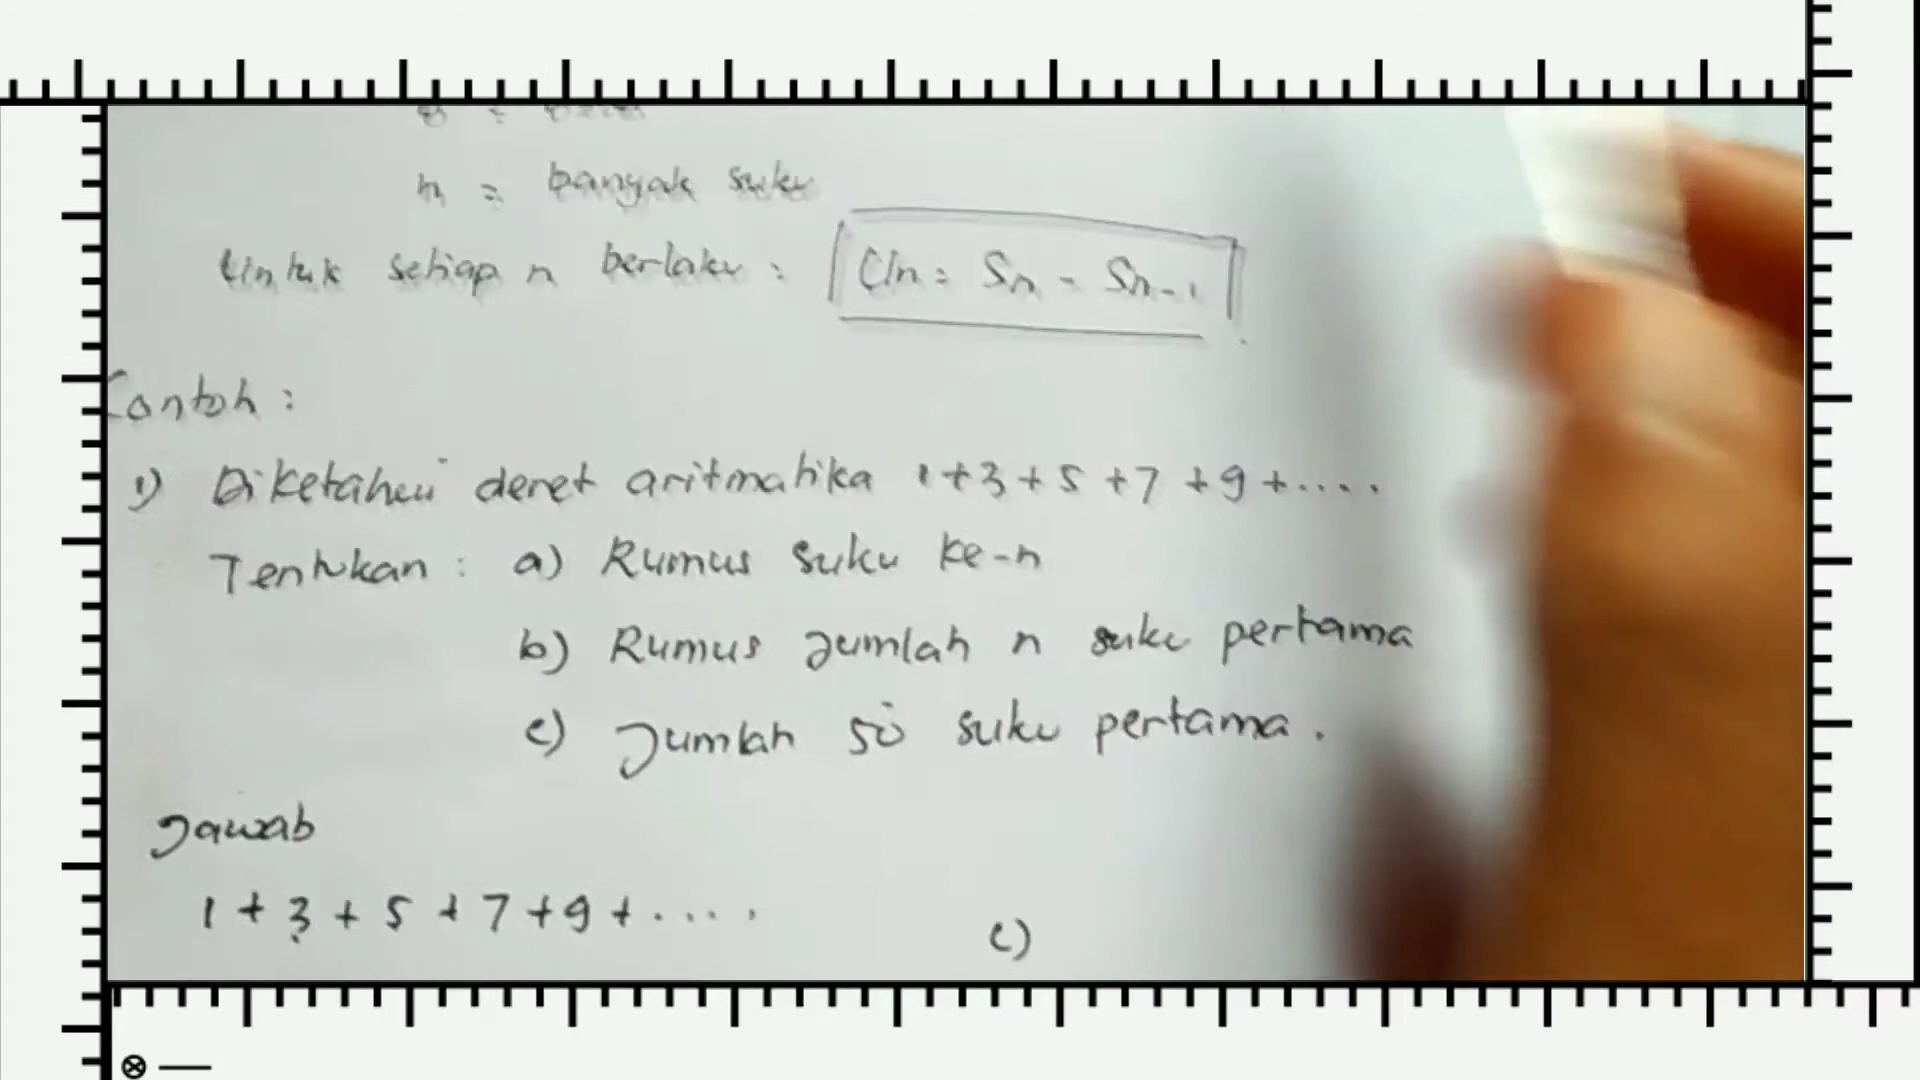 n = banyak suku
Untuk setiap n berlaku : Un = Sn - Sn-1
Contoh :
1) Diketahui deret aritmatika 1+3+5+7+9+....
Tentukan : a) Rumus suku ke-n
b) Rumus Jumlah n suku pertama
c) Jumlah 50 suku pertama.
Jawab
1+3+5+7+9+....
c)